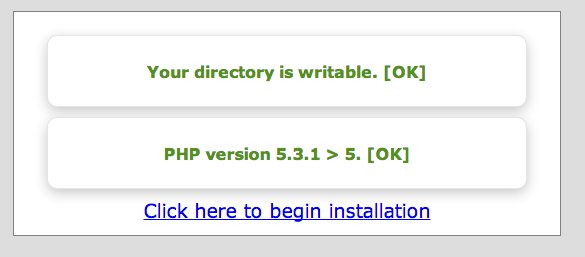 Your directory is writable. [OK]
PHP version 5.3.1 > 5. [OK]
Click here to begin installation